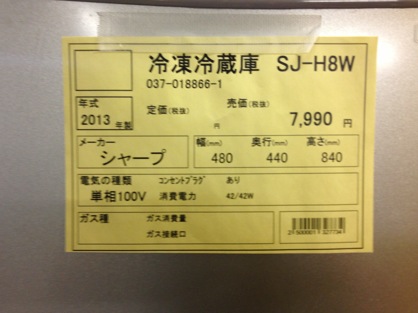 冷凍冷蔵庫 SJ-H8W
037-018866-1
年式 2013 年製
定価(税抜) 円
売価(税抜) 7,990 円
メーカー シャープ
幅(mm) 奥行(mm) 高さ(mm)
480 440 840
電気の種類 コンセントプラグ あり
単相100V 消費電力 42/42W
ガス種 ガス消費量
ガス接続口